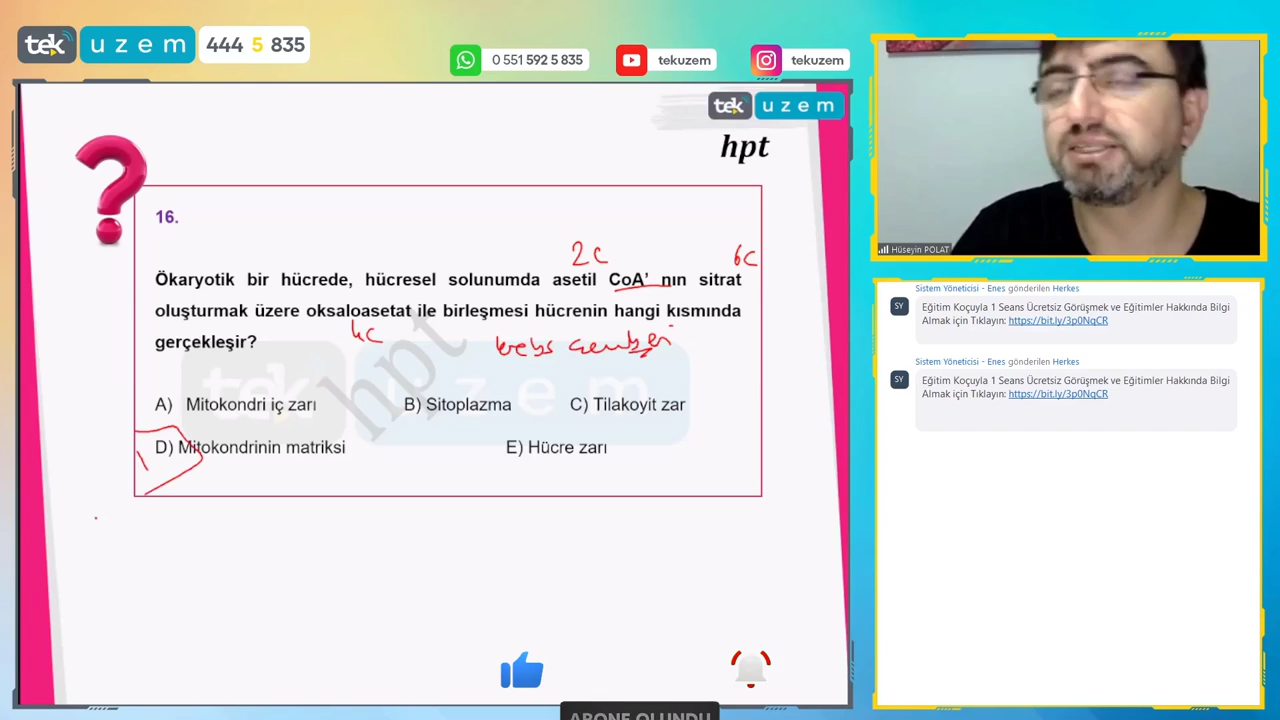 tek uzem 444 5 835
0 551 592 5 835
tekuzem
tekuzem
tek uzem
hpt
16.
2C
6C
Ökaryotik bir hücrede, hücresel solunumda asetil CoA' nın sitrat
oluşturmak üzere oksaloasetat ile birleşmesi hücrenin hangi kısmında
4C
gerçekleşir?
krebs çemberi
tek uzem
hpt
A) Mitokondri iç zarı
B) Sitoplazma
C) Tilakoyit zar
D) Mitokondrinin matriksi
E) Hücre zarı
ABONE OLUNDU
Hüseyin POLAT
Sistem Yöneticisi - Enes gönderilen Herkes
SY
Eğitim Koçuyla 1 Seans Ücretsiz Görüşmek ve Eğitimler Hakkında Bilgi
Almak için Tıklayın: https://bit.ly/3p0NqCR
Sistem Yöneticisi - Enes gönderilen Herkes
SY
Eğitim Koçuyla 1 Seans Ücretsiz Görüşmek ve Eğitimler Hakkında Bilgi
Almak için Tıklayın: https://bit.ly/3p0NqCR